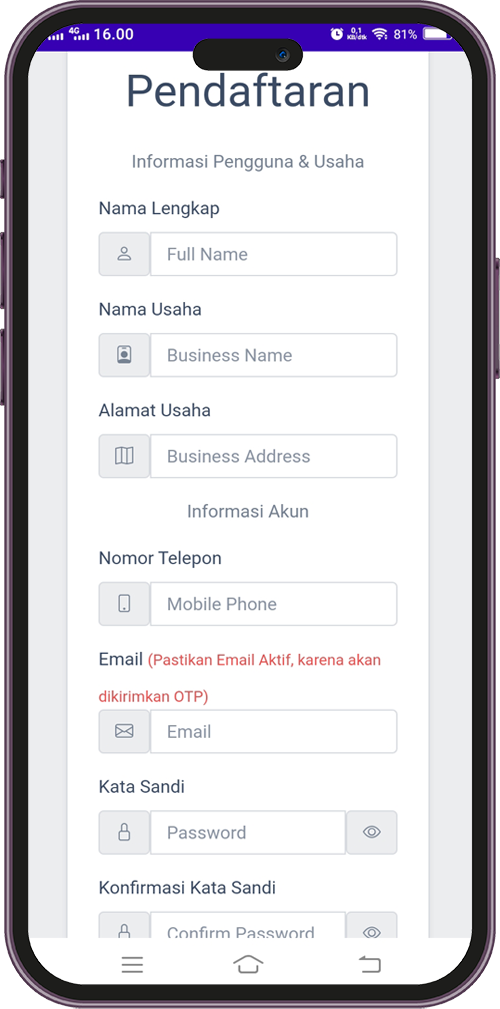 4G 16.00 0,1 KB/dtk 81%
Pendaftaran
Informasi Pengguna & Usaha
Nama Lengkap
Full Name
Nama Usaha
Business Name
Alamat Usaha
Business Address
Informasi Akun
Nomor Telepon
Mobile Phone
Email (Pastikan Email Aktif, karena akan
dikirimkan OTP)
Email
Kata Sandi
Password
Konfirmasi Kata Sandi
Confirm Password